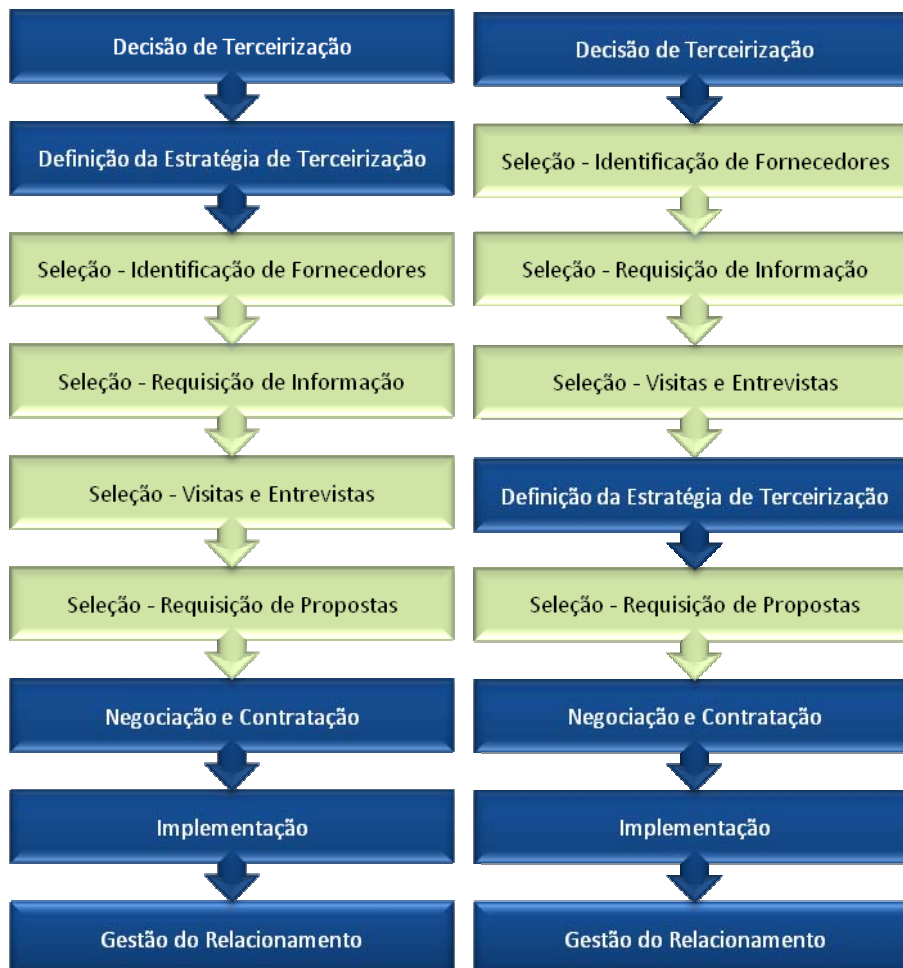 Decisão de Terceirização
Definição da Estratégia de Terceirização
Seleção - Identificação de Fornecedores
Seleção - Requisição de Informação
Seleção - Visitas e Entrevistas
Seleção - Requisição de Propostas
Negociação e Contratação
Implementação
Gestão do Relacionamento
Decisão de Terceirização
Seleção - Identificação de Fornecedores
Seleção - Requisição de Informação
Seleção - Visitas e Entrevistas
Definição da Estratégia de Terceirização
Seleção - Requisição de Propostas
Negociação e Contratação
Implementação
Gestão do Relacionamento